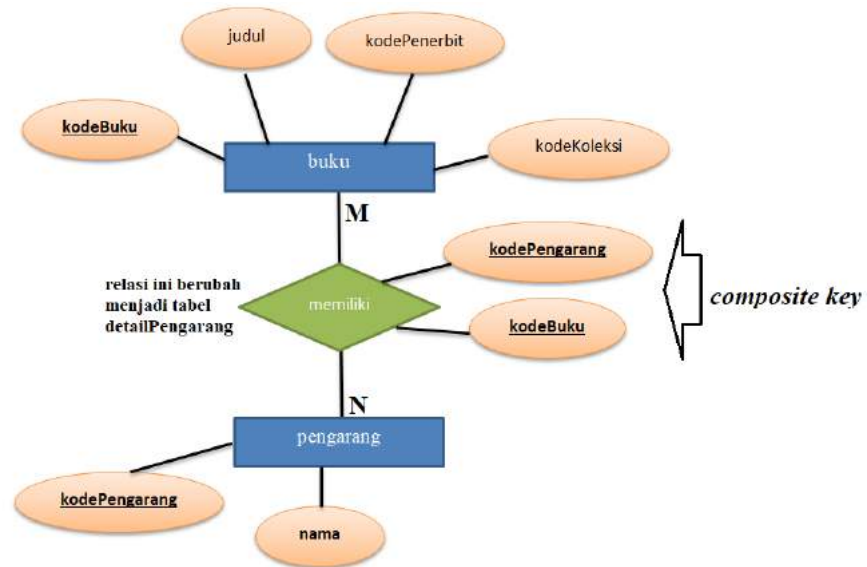 judul
kodePenerbit
kodeBuku
kodeKoleksi
buku
M
kodePengarang
relasi ini berubah
menjadi tabel
detailPengarang
memiliki
composite key
kodeBuku
N
pengarang
kodePengarang
nama